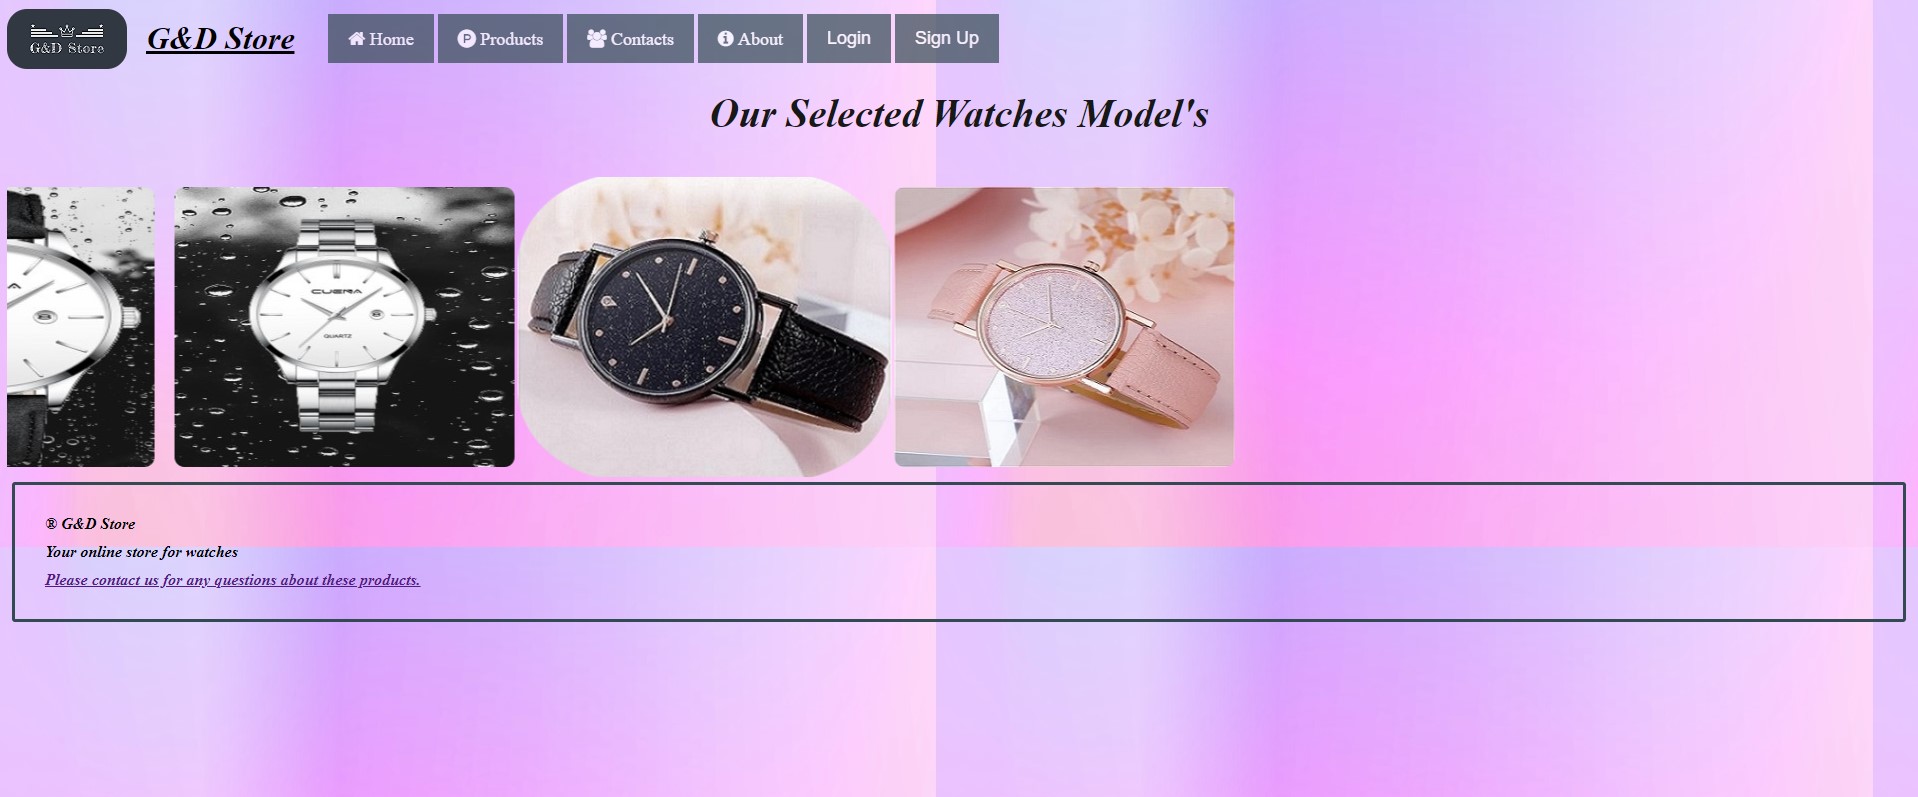 G&D Store
G&D Store
Home
Products
Contacts
About
Login
Sign Up
Our Selected Watches Model's
CUENA
QUARTZ
® G&D Store
Your online store for watches
Please contact us for any questions about these products.